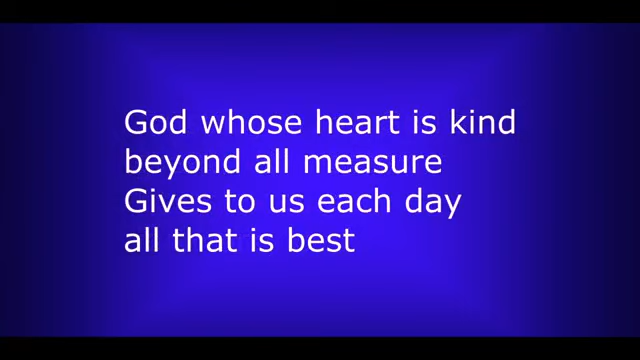 God whose heart is kind
beyond all measure
Gives to us each day
all that is best